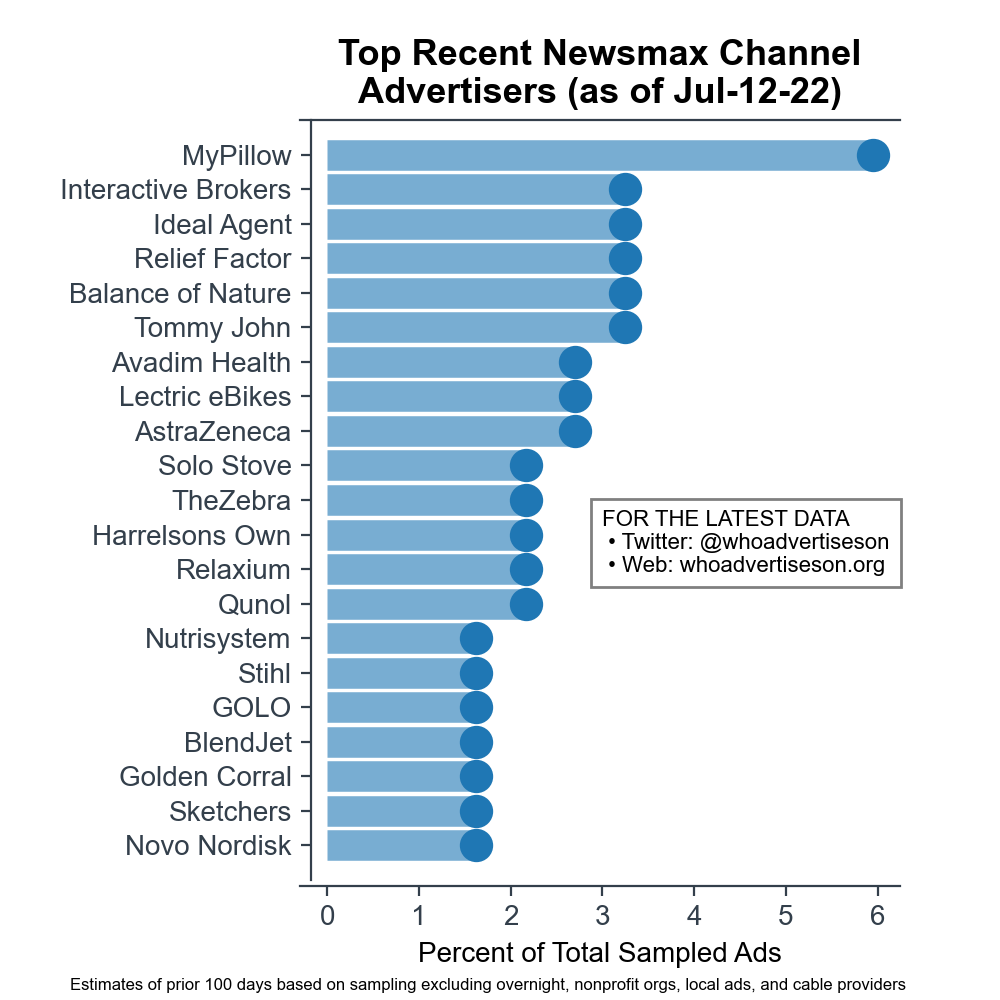 Top Recent Newsmax Channel
Advertisers (as of Jul-12-22)
MyPillow
Interactive Brokers
Ideal Agent
Relief Factor
Balance of Nature
Tommy John
Avadim Health
Lectric eBikes
AstraZeneca
Solo Stove
TheZebra
Harrelsons Own
Relaxium
Qunol
Nutrisystem
Stihl
GOLO
BlendJet
Golden Corral
Sketchers
Novo Nordisk
FOR THE LATEST DATA
• Twitter: @whoadvertiseson
• Web: whoadvertiseson.org
0 1 2 3 4 5 6
Percent of Total Sampled Ads
Estimates of prior 100 days based on sampling excluding overnight, nonprofit orgs, local ads, and cable providers